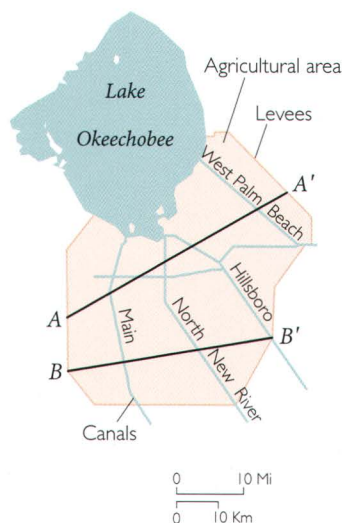 Lake
Okeechobee
Agricultural area
Levees
West Palm Beach
A'
A
Main
North New River
Hillsboro
B'
B
Canals
0 10 Mi
0 10 Km